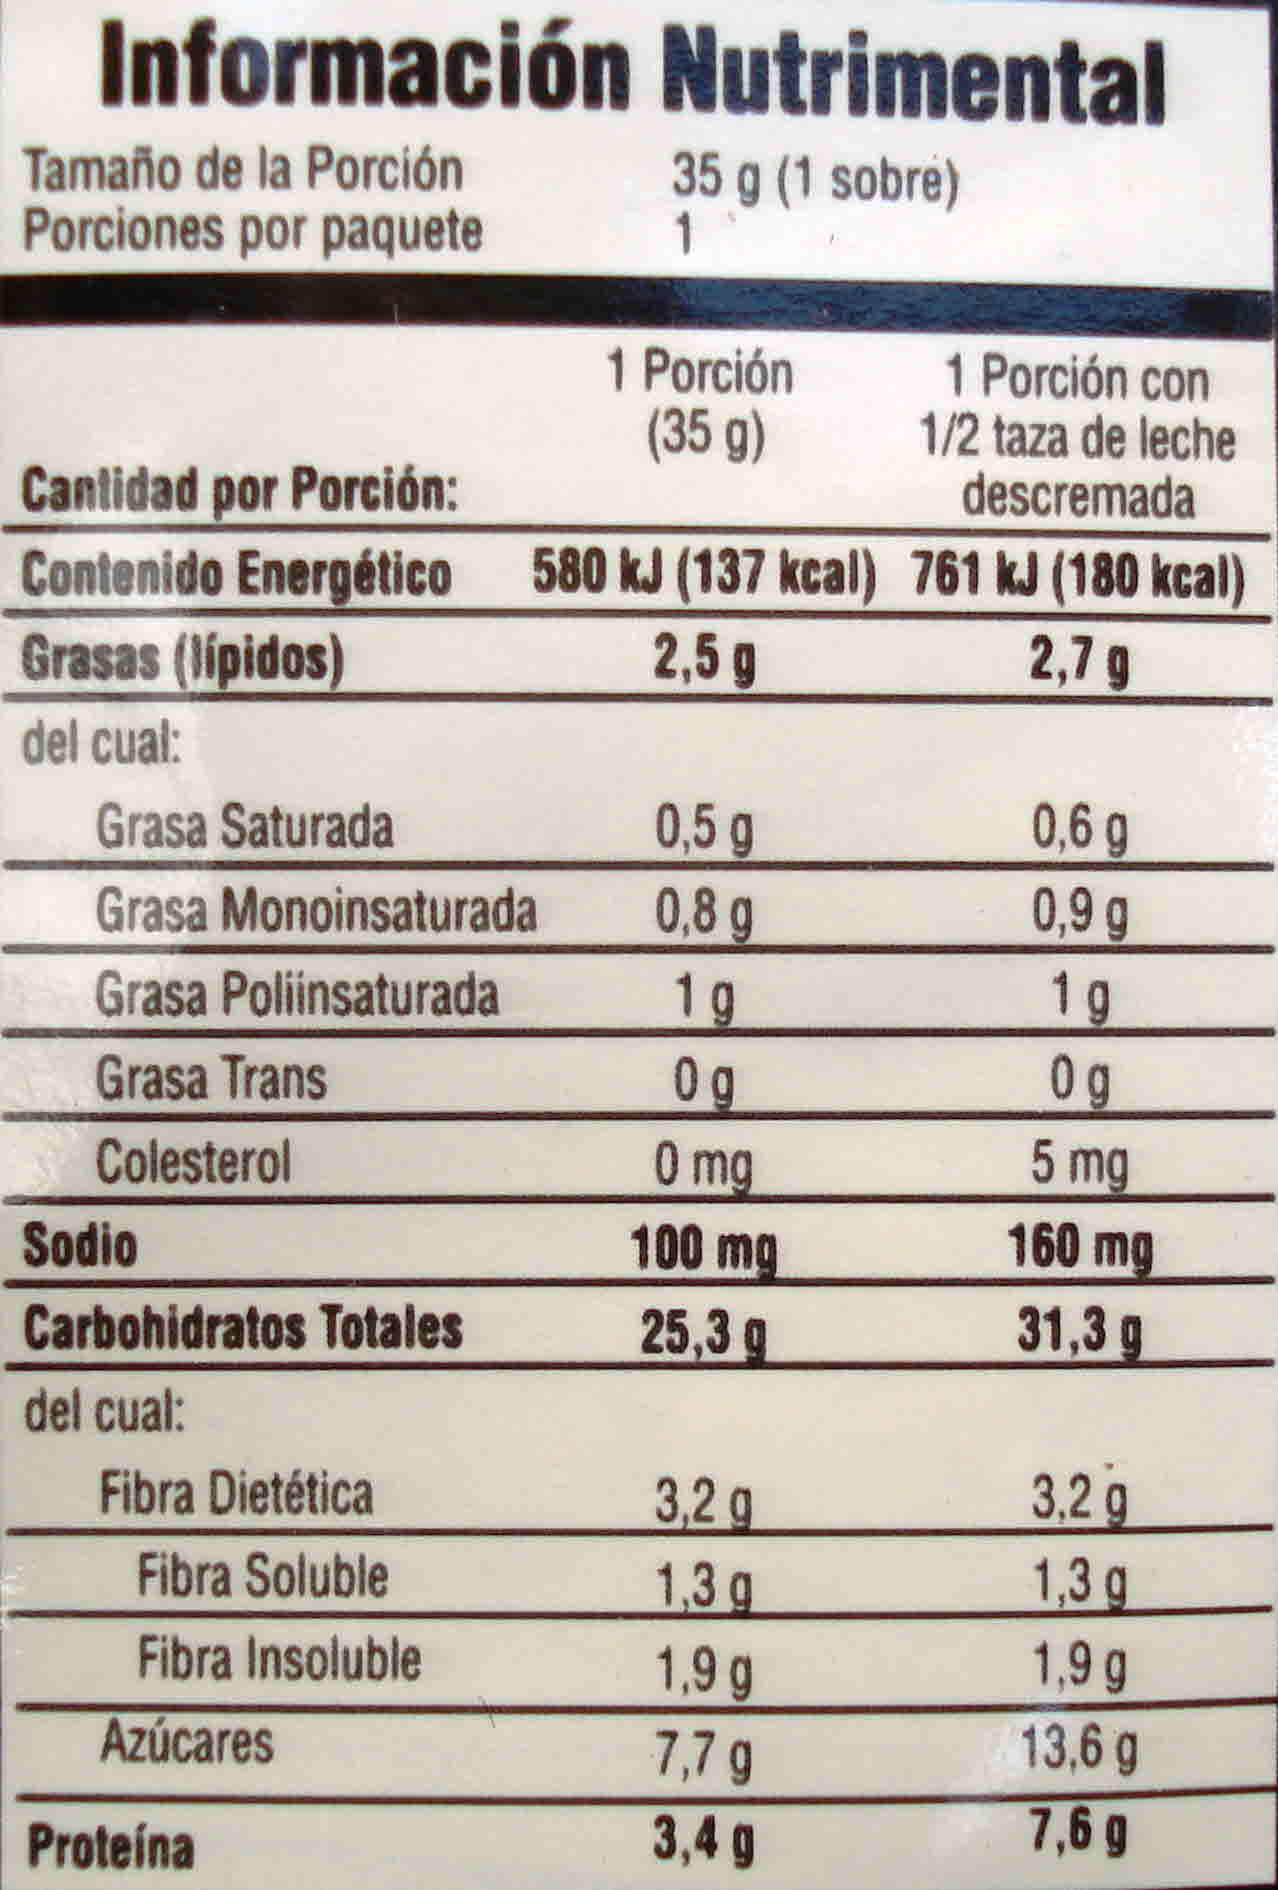 Información Nutrimental
Tamaño de la Porción 35 g (1 sobre)
Porciones por paquete 1
1 Porción 1 Porción con
(35 g) 1/2 taza de leche
Cantidad por Porción: descremada
Contenido Energético 580 kJ (137 kcal) 761 kJ (180 kcal)
Grasas (lípidos) 2,5 g 2,7 g
del cual:
Grasa Saturada 0,5 g 0,6 g
Grasa Monoinsaturada 0,8 g 0,9 g
Grasa Poliinsaturada 1 g 1 g
Grasa Trans 0 g 0 g
Colesterol 0 mg 5 mg
Sodio 100 mg 160 mg
Carbohidratos Totales 25,3 g 31,3 g
del cual:
Fibra Dietética 3,2 g 3,2 g
Fibra Soluble 1,3 g 1,3 g
Fibra Insoluble 1,9 g 1,9 g
Azúcares 7,7 g 13,6 g
Proteína 3,4 g 7,6 g